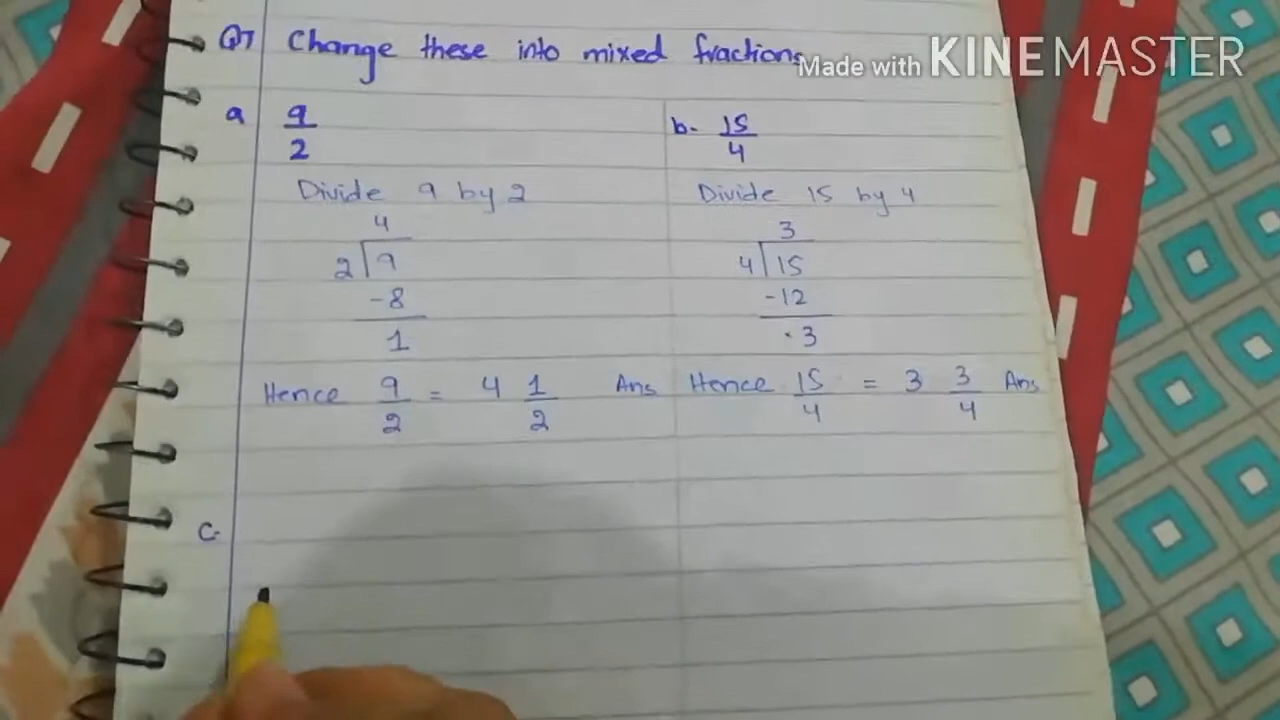 Q7 Change these into mixed fractions
Made with KINEMASTER
a 9/2
Divide 9 by 2
4
2 9
-8
1
Hence 9/2 = 4 1/2 Ans
b. 15/4
Divide 15 by 4
3
4 15
-12
3
Hence 15/4 = 3 3/4 Ans
C-